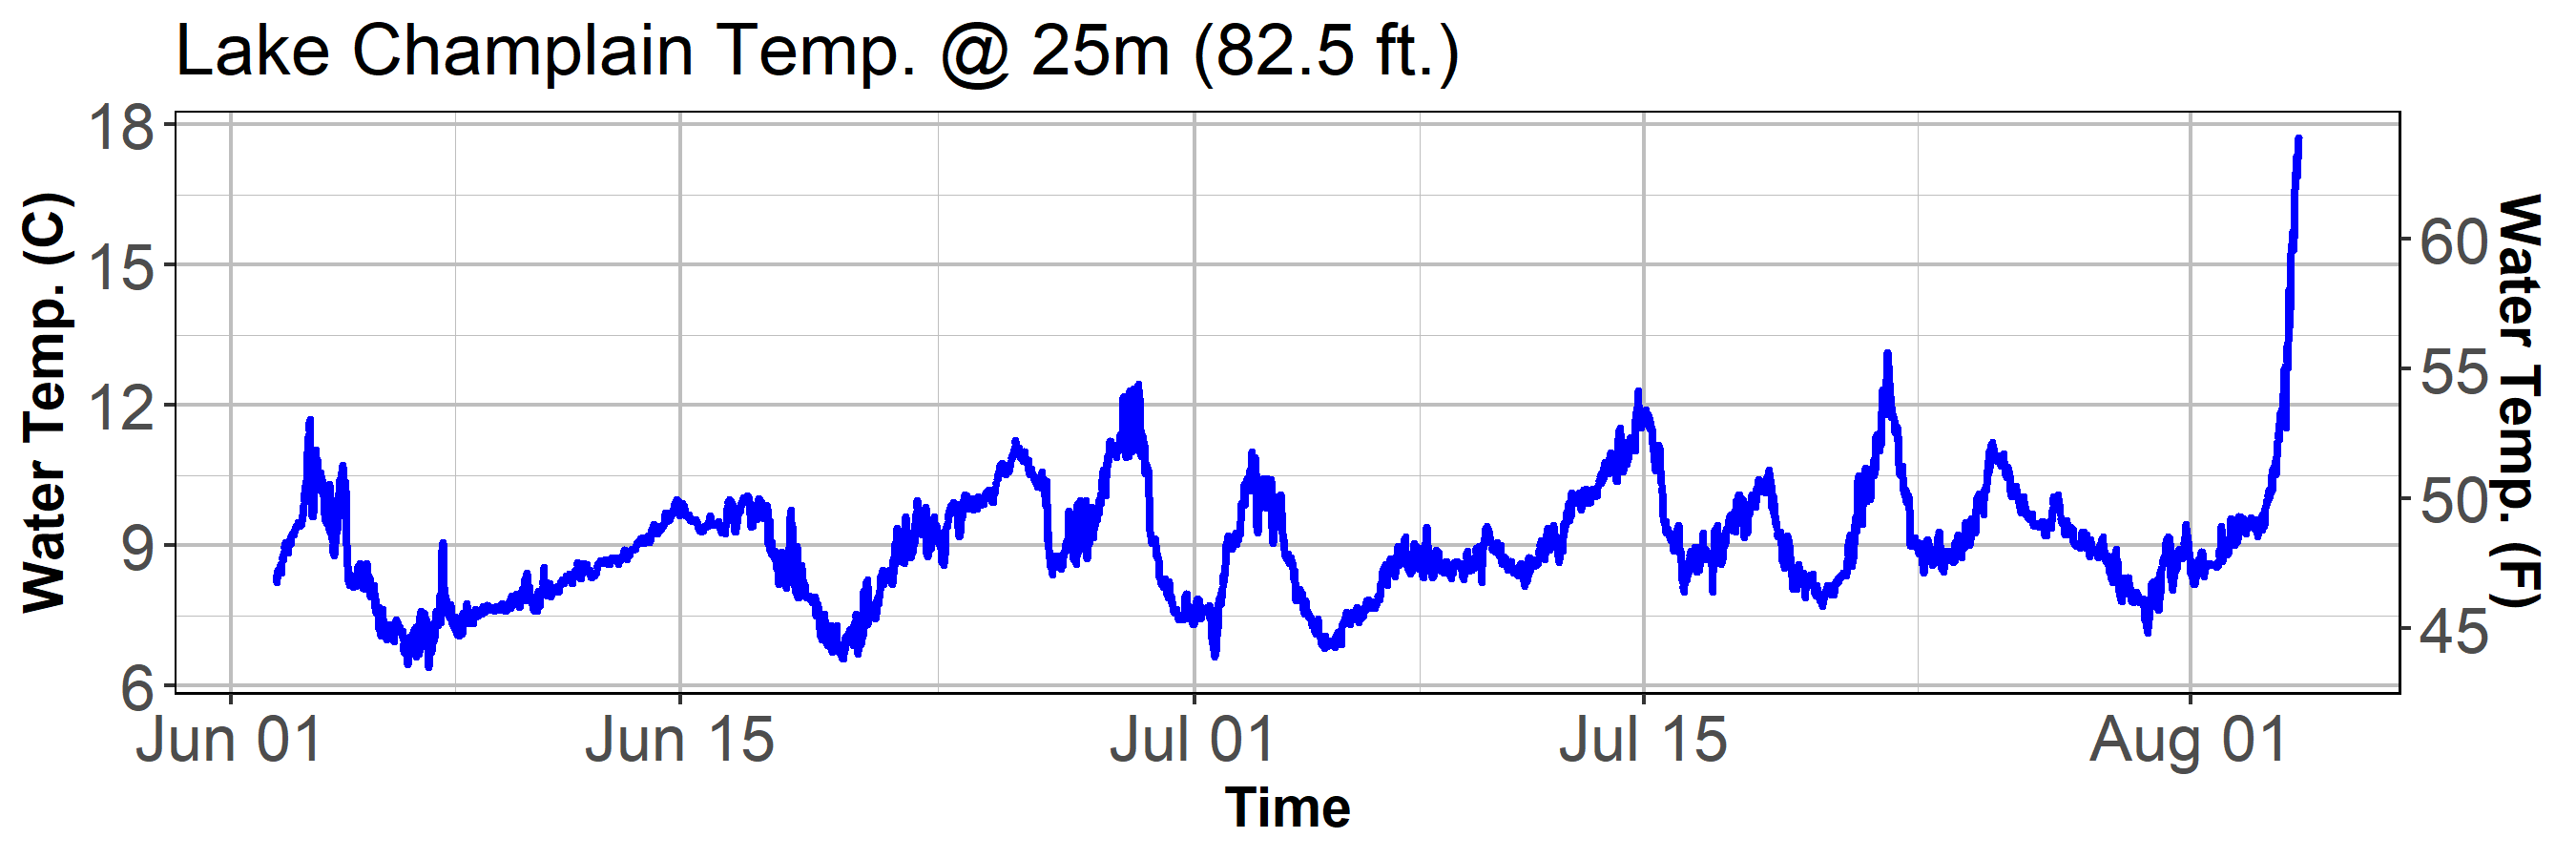 Lake Champlain Temp. @ 25m (82.5 ft.)
Water Temp. (C)
18
15
12
9
6
60
55
50
45
Water Temp. (F)
Jun 01
Jun 15
Jul 01
Jul 15
Aug 01
Time